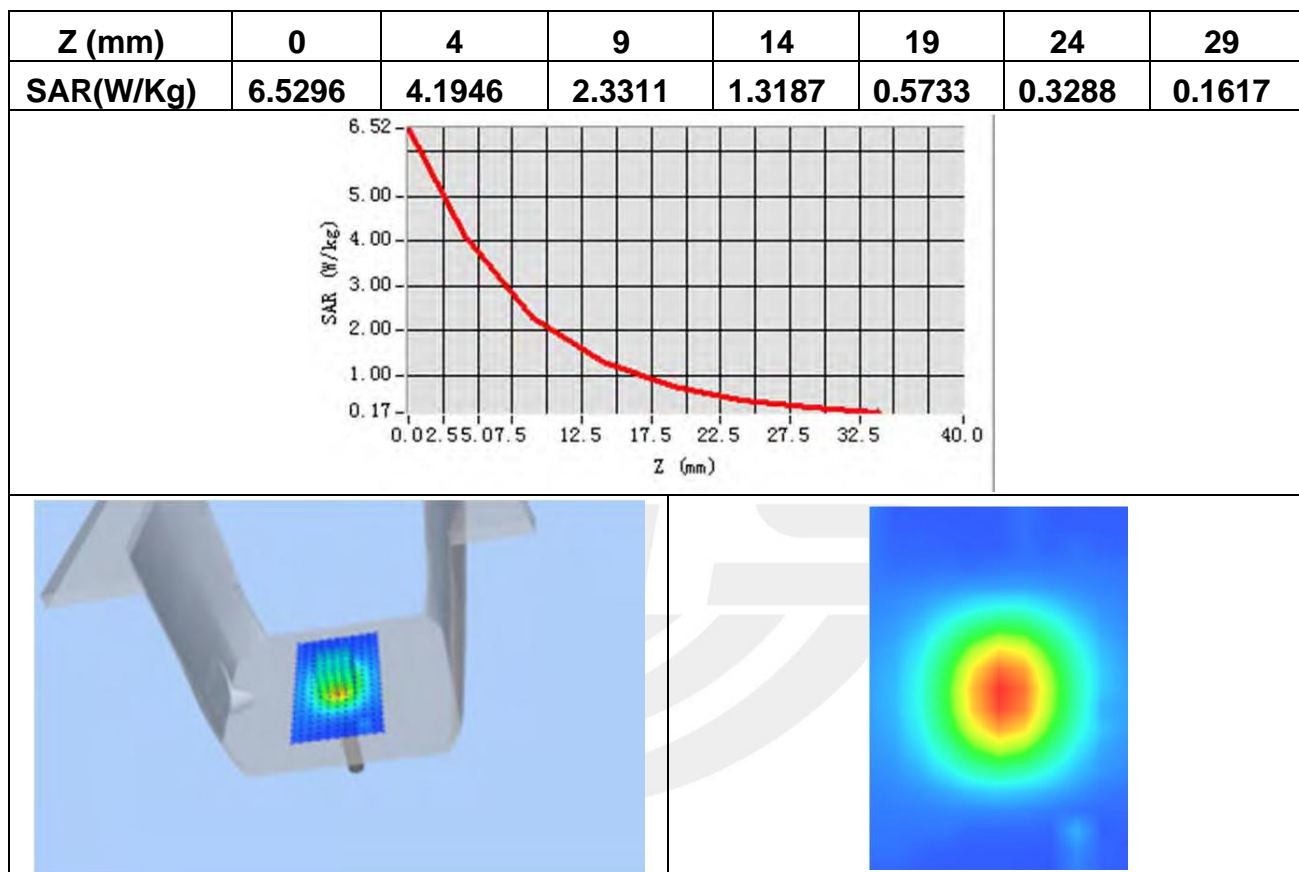 Z (mm) 0 4 9 14 19 24 29
SAR(W/Kg) 6.5296 4.1946 2.3311 1.3187 0.5733 0.3288 0.1617
6.52
5.00
4.00
3.00
2.00
1.00
0.17
SAR (W/kg)
0.0 2.5 5.0 7.5 12.5 17.5 22.5 27.5 32.5 40.0
Z (mm)